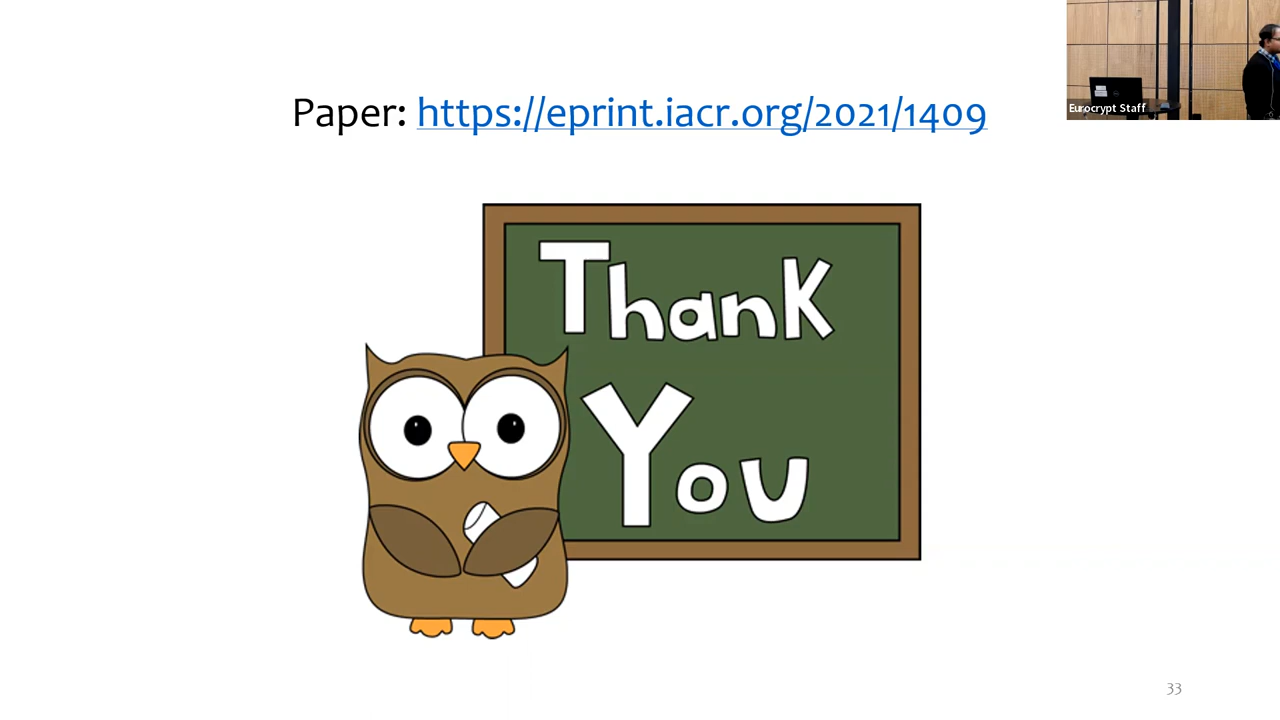 Eurocrypt Staff
Paper: https://eprint.iacr.org/2021/1409
Thank
You
33